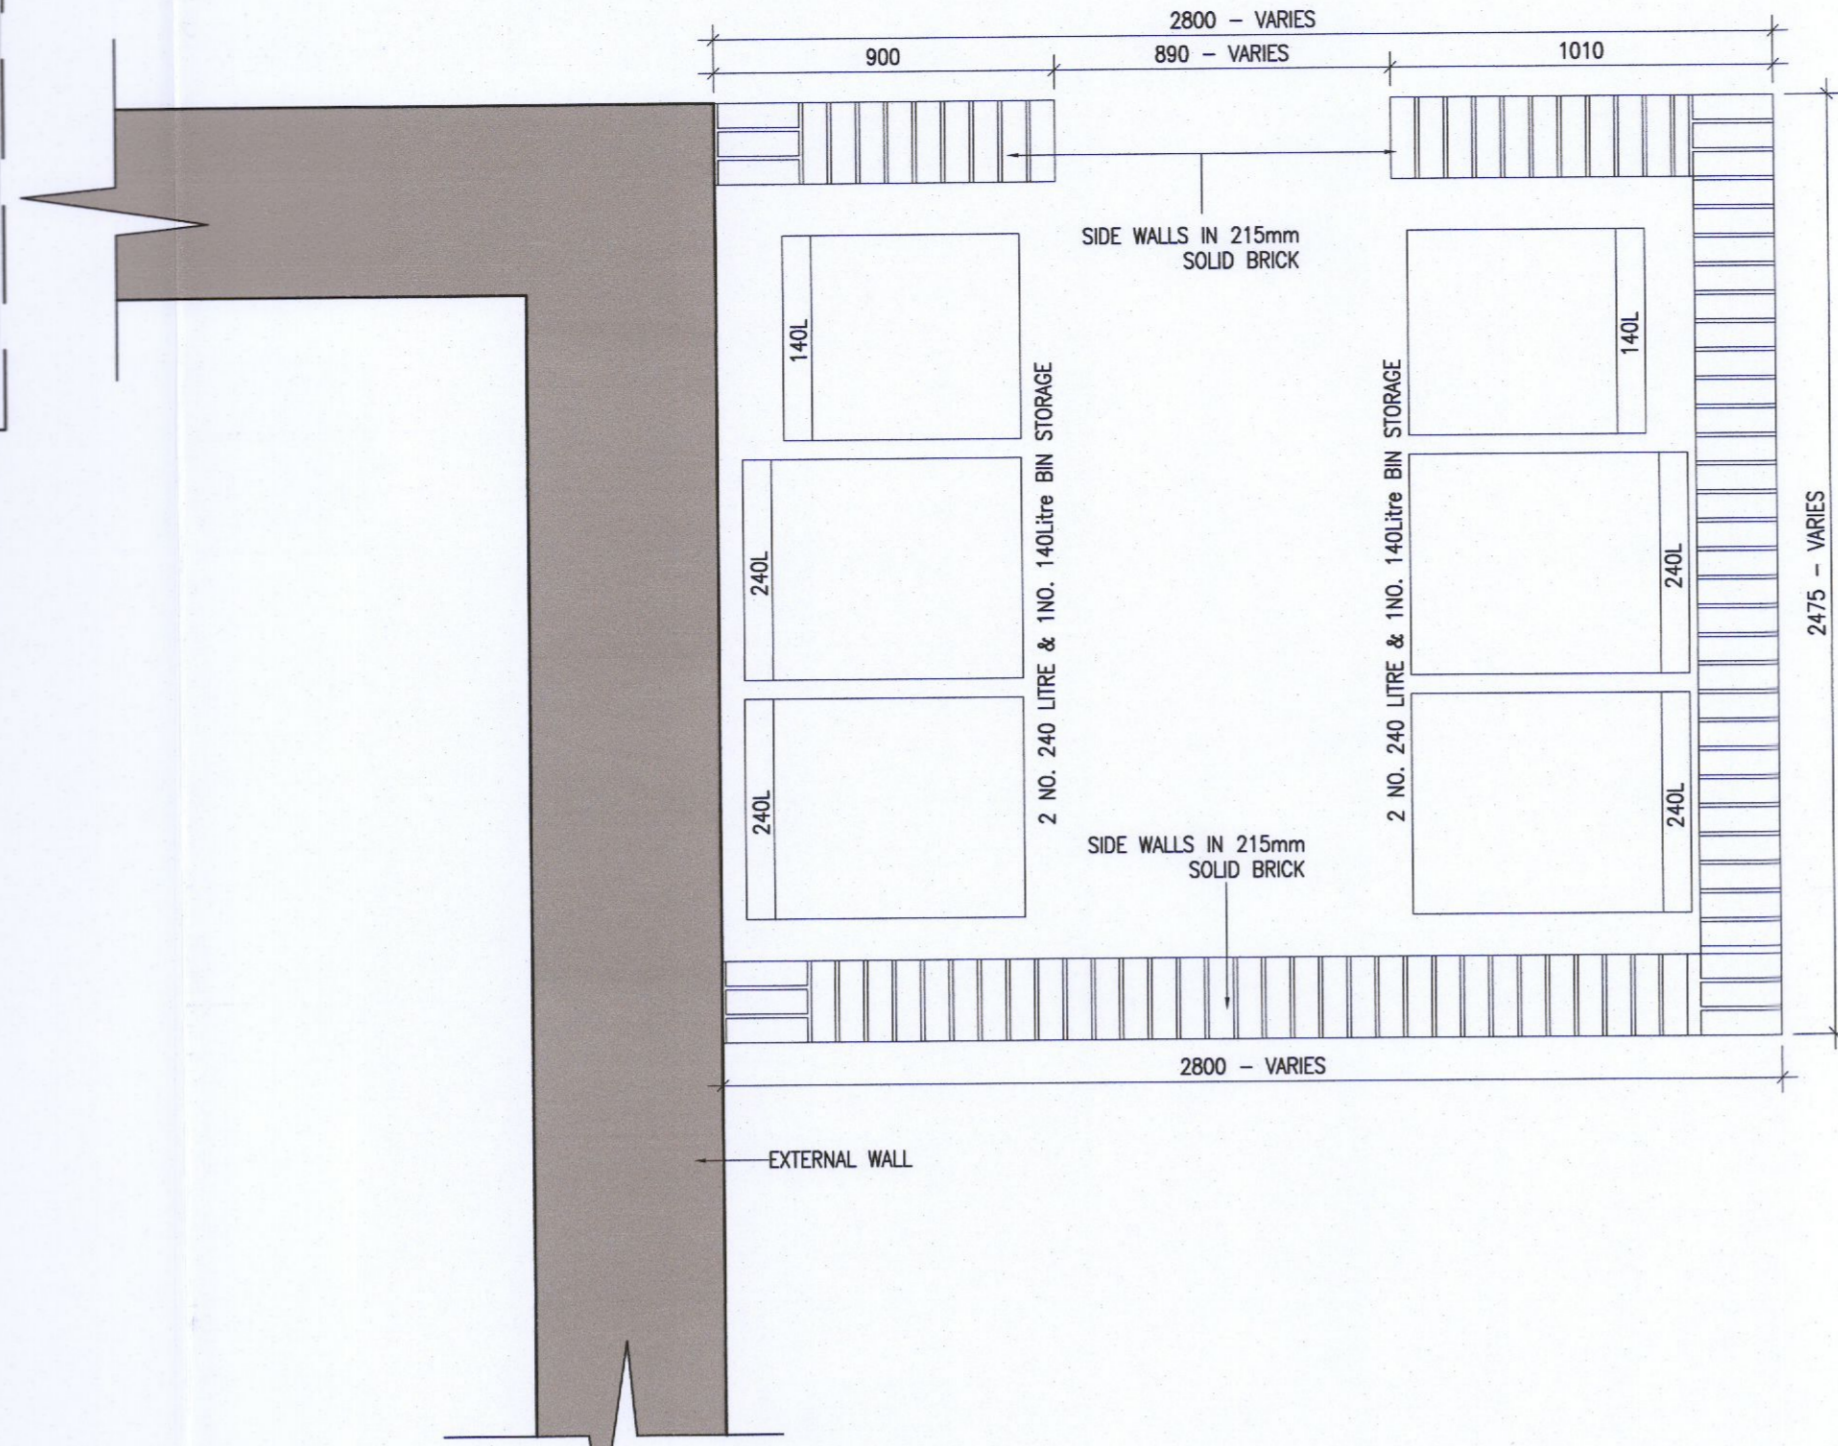 2800 - VARIES
900
890 - VARIES
1010
SIDE WALLS IN 215mm
SOLID BRICK
140L
140L
2 NO. 240 LITRE & 1NO. 140Litre BIN STORAGE
2 NO. 240 LITRE & 1NO. 140Litre BIN STORAGE
240L
240L
2475 - VARIES
240L
240L
SIDE WALLS IN 215mm
SOLID BRICK
2800 - VARIES
EXTERNAL WALL